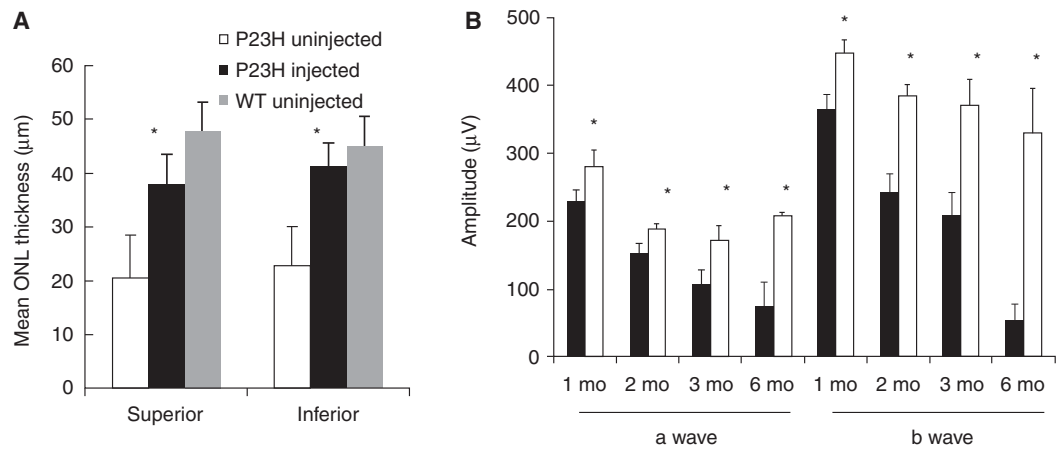 A
P23H uninjected
P23H injected
WT uninjected
Mean ONL thickness (μm)
60
50
40
30
20
10
0
*
*
Superior
Inferior
B
Amplitude (μV)
500
400
300
200
100
0
*
*
*
*
*
*
*
*
1 mo 2 mo 3 mo 6 mo 1 mo 2 mo 3 mo 6 mo
a wave
b wave